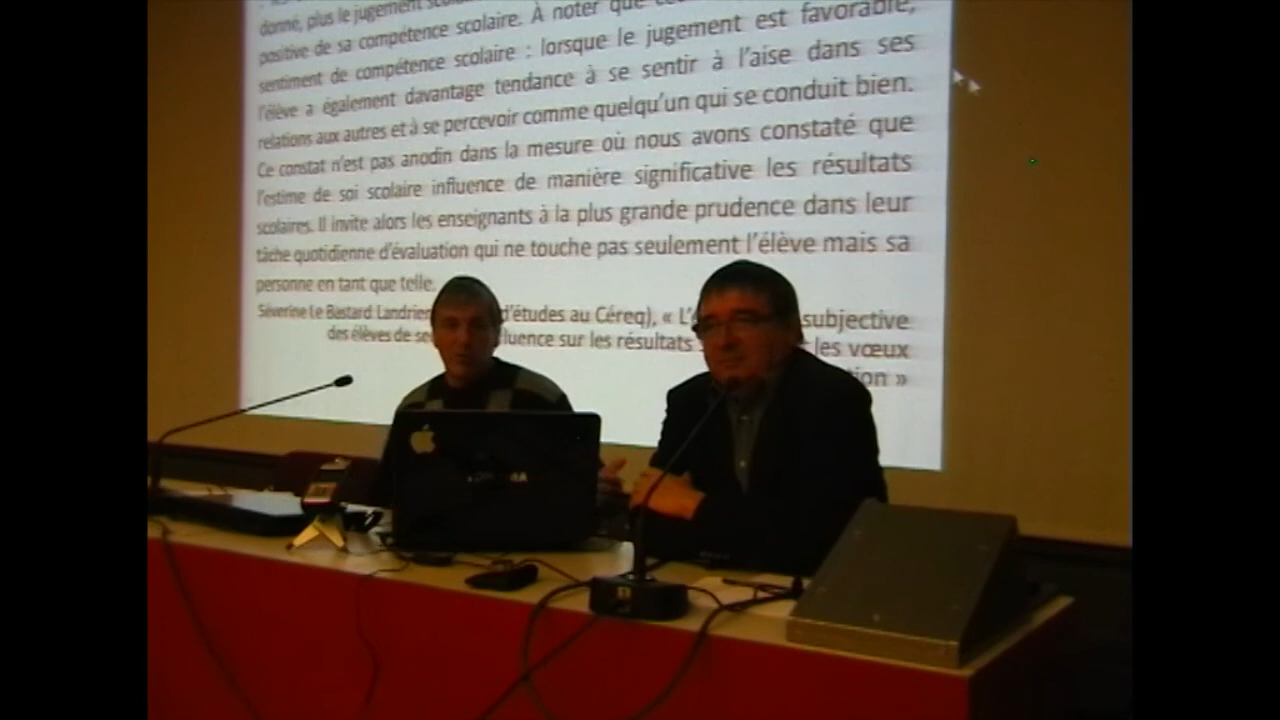 donné, plus le jugement
positive de sa compétence scolaire. À noter que
sentiment de compétence scolaire : lorsque le jugement est favorable,
l'élève a également davantage tendance à se sentir à l'aise dans ses
relations aux autres et à se percevoir comme quelqu'un qui se conduit bien.
Ce constat n'est pas anodin dans la mesure où nous avons constaté que
l'estime de soi scolaire influence de manière significative les résultats
scolaires. Il invite alors les enseignants à la plus grande prudence dans leur
tâche quotidienne d'évaluation qui ne touche pas seulement l'élève mais sa
personne en tant que telle.
Séverine Le Bastard Landrier d'études au Céreq), « L' subjective
des élèves de se luence sur les résultats les vœux
tion »